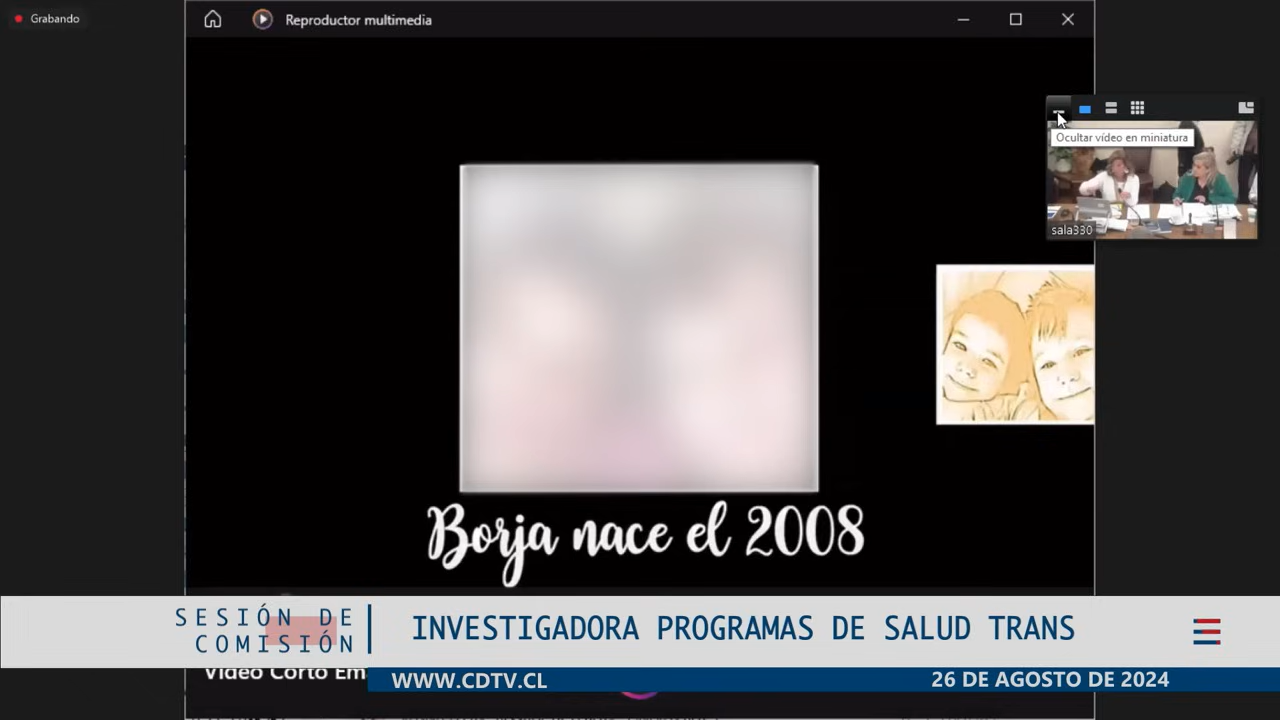 Grabando
Reproductor multimedia
Ocultar vídeo en miniatura
sala330
Borja nace el 2008
SESIÓN DE
COMISIÓN
INVESTIGADORA PROGRAMAS DE SALUD TRANS
Video Corto Em
WWW.CDTV.CL
26 DE AGOSTO DE 2024